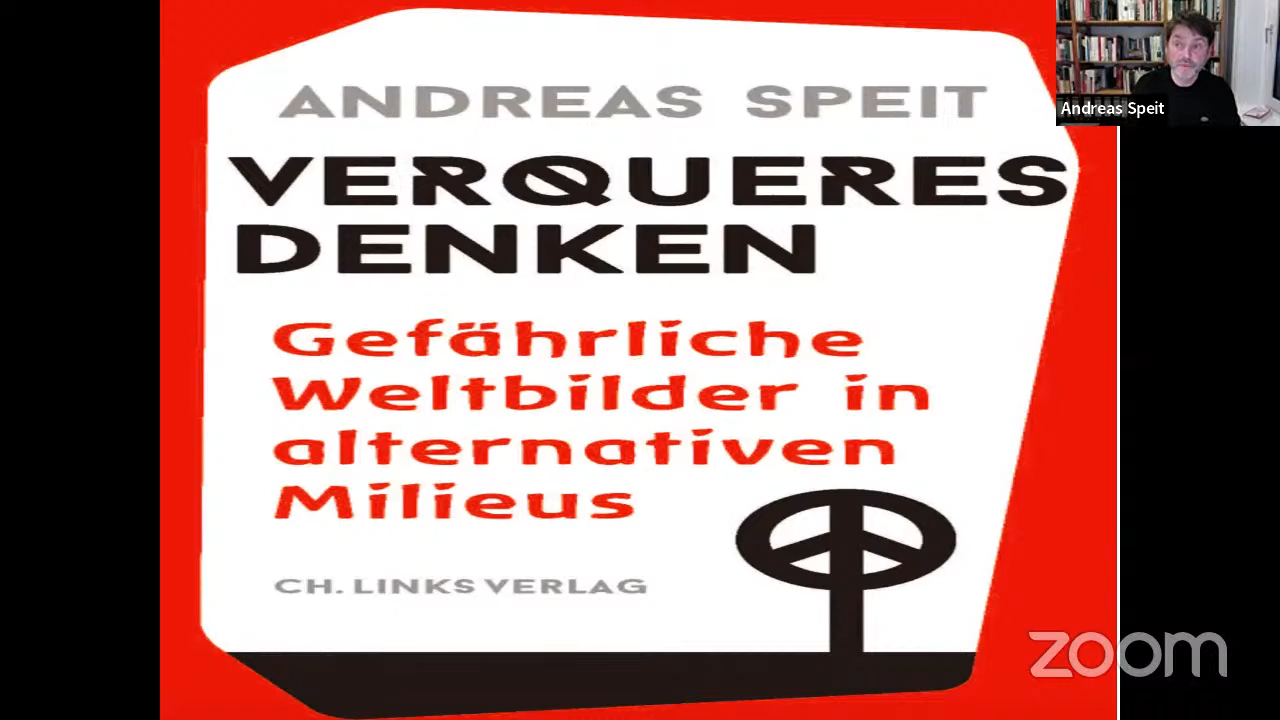 ANDREAS SPEIT
VERQUERES
DENKEN
Gefährliche
Weltbilder in
alternativen
Milieus
CH. LINKS VERLAG
Andreas Speit
zoom